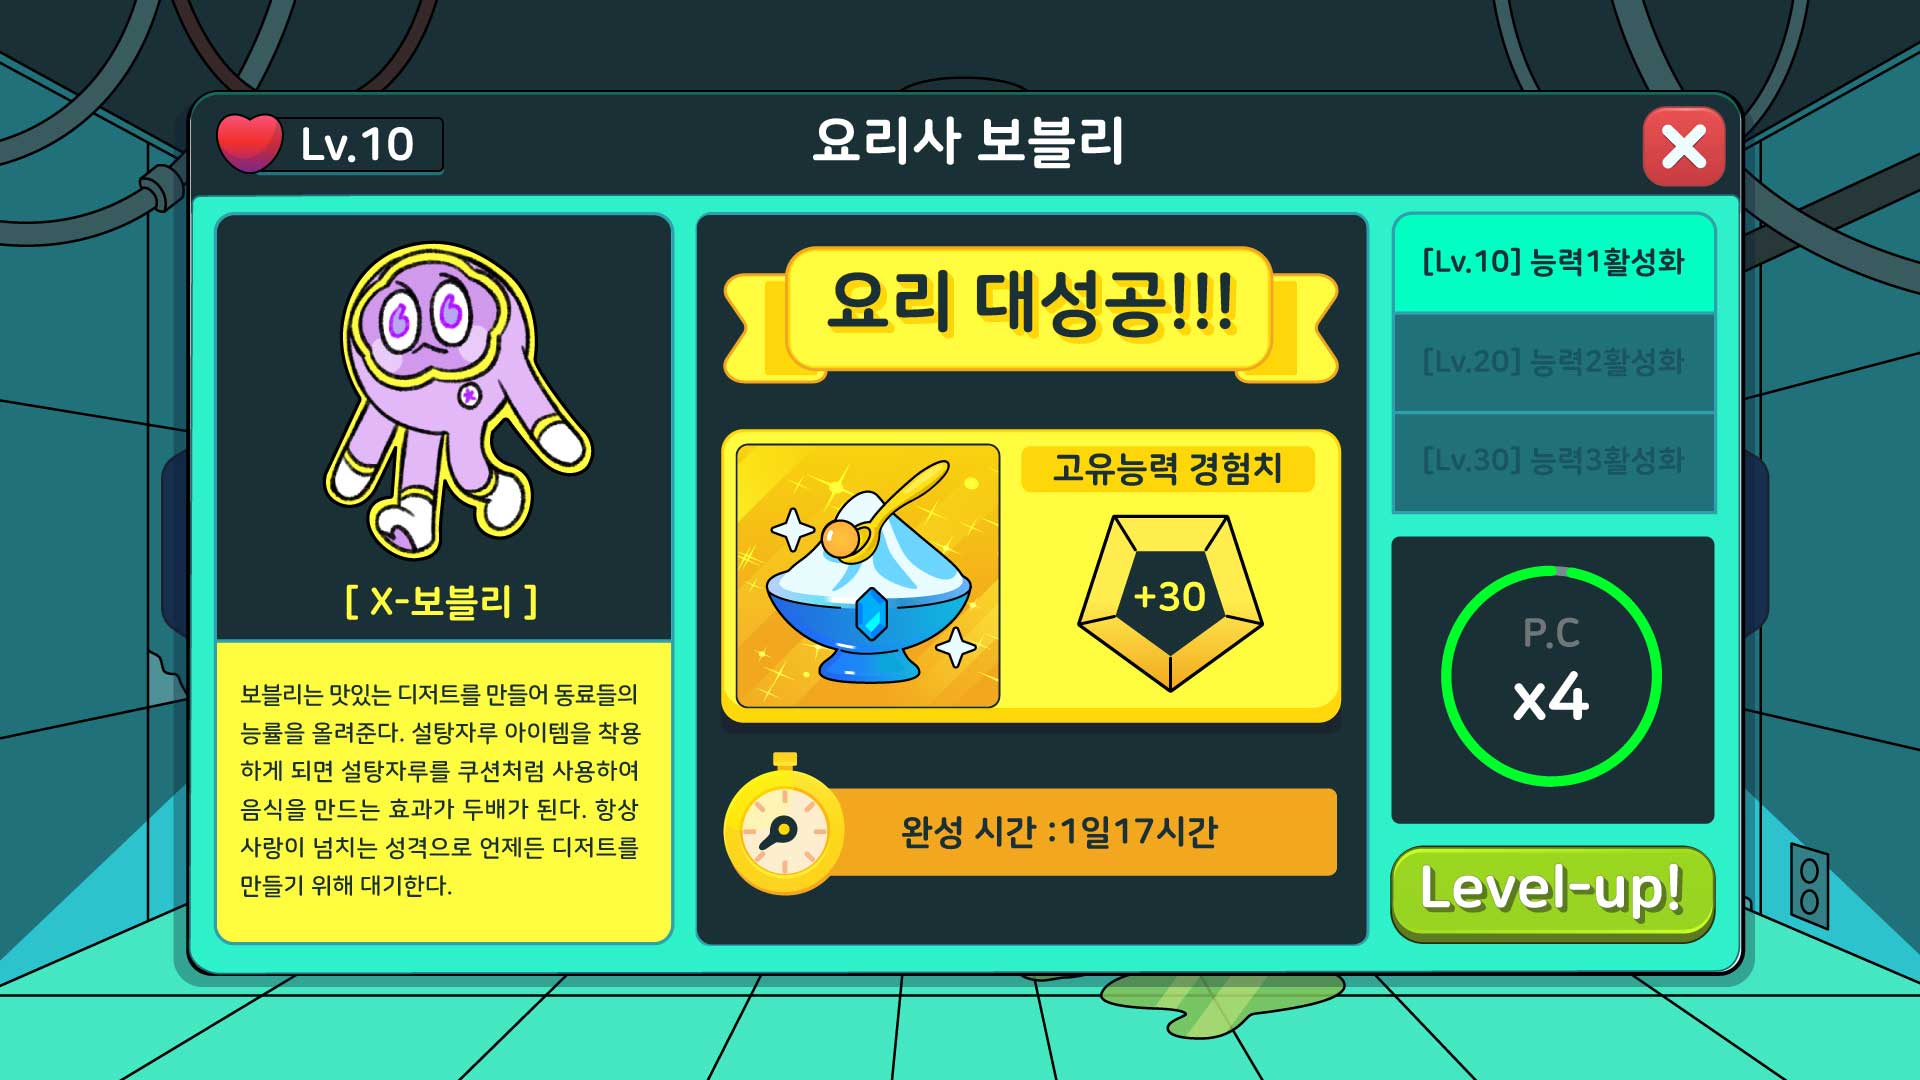 Lv.10
요리사 보블리
[ X-보블리 ]
보블리는 맛있는 디저트를 만들어 동료들의
능률을 올려준다. 설탕자루 아이템을 착용
하게 되면 설탕자루를 쿠션처럼 사용하여
음식을 만드는 효과가 두배가 된다. 항상
사랑이 넘치는 성격으로 언제든 디저트를
만들기 위해 대기한다.
요리 대성공!!!
고유능력 경험치
+30
완성 시간 :1일17시간
[Lv.10] 능력1활성화
[Lv.20] 능력2활성화
[Lv.30] 능력3활성화
P.C
x4
Level-up!